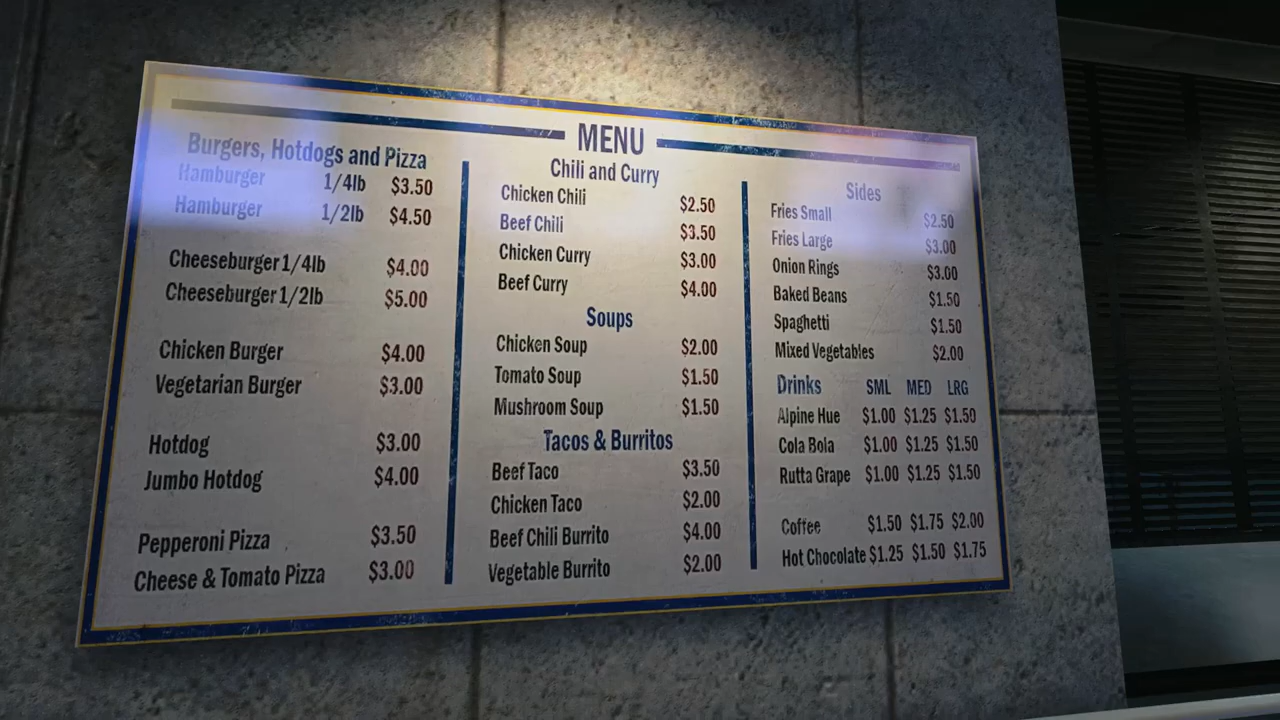 MENU
Burgers, Hotdogs and Pizza
Hamburger 1/4lb $3.50
Hamburger 1/2lb $4.50
Cheeseburger 1/4lb $4.00
Cheeseburger 1/2lb $5.00
Chicken Burger $4.00
Vegetarian Burger $3.00
Hotdog $3.00
Jumbo Hotdog $4.00
Pepperoni Pizza $3.50
Cheese & Tomato Pizza $3.00
Chili and Curry
Chicken Chili $2.50
Beef Chili $3.50
Chicken Curry $3.00
Beef Curry $4.00
Soups
Chicken Soup $2.00
Tomato Soup $1.50
Mushroom Soup $1.50
Tacos & Burritos
Beef Taco $3.50
Chicken Taco $2.00
Beef Chili Burrito $4.00
Vegetable Burrito $2.00
Sides
Fries Small $2.50
Fries Large $3.00
Onion Rings $3.00
Baked Beans $1.50
Spaghetti $1.50
Mixed Vegetables $2.00
Drinks SML MED LRG
Alpine Hue $1.00 $1.25 $1.50
Cola Bola $1.00 $1.25 $1.50
Rutta Grape $1.00 $1.25 $1.50
Coffee $1.50 $1.75 $2.00
Hot Chocolate $1.25 $1.50 $1.75